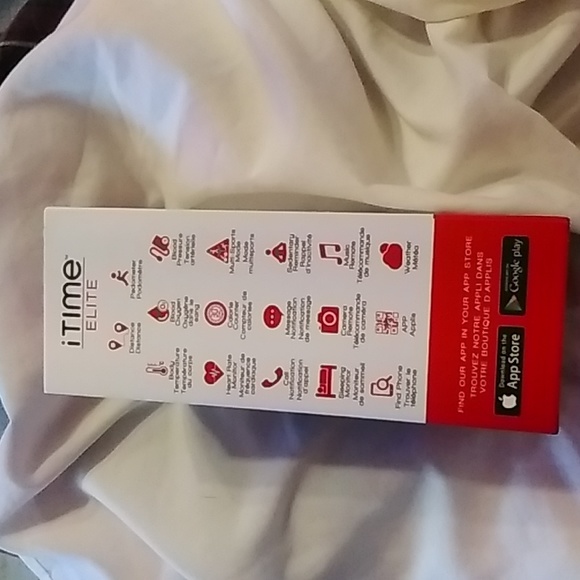 iTIME™
ELITE
Distance
Distance
Pedometer
Podomètre
Body
Temperature
Température
du corps
Blood
Oxygen
Oxygène
dans le
sang
Blood
Pressure
Tension
artérielle
Heart Rate
Monitor
Moniteur de
fréquence
cardiaque
Calorie
Counter
Compteur de
calories
Multi-Sports
Mode
Mode
multisports
Call
Notification
Notification
d'appel
Message
Notification
Notification
de message
Sedentary
Reminder
Rappel
d'inactivité
Sleeping
Monitor
Moniteur
de sommeil
Camera
Remote
Télécommande
de caméra
Music
Remote
Télécommande
de musique
Find Phone
Trouver le
téléphone
APP
Applis
Weather
Météo
FIND OUR APP IN YOUR APP STORE
TROUVEZ NOTRE APPLI DANS
VOTRE BOUTIQUE D'APPLIS
Download on the
App Store
Google play